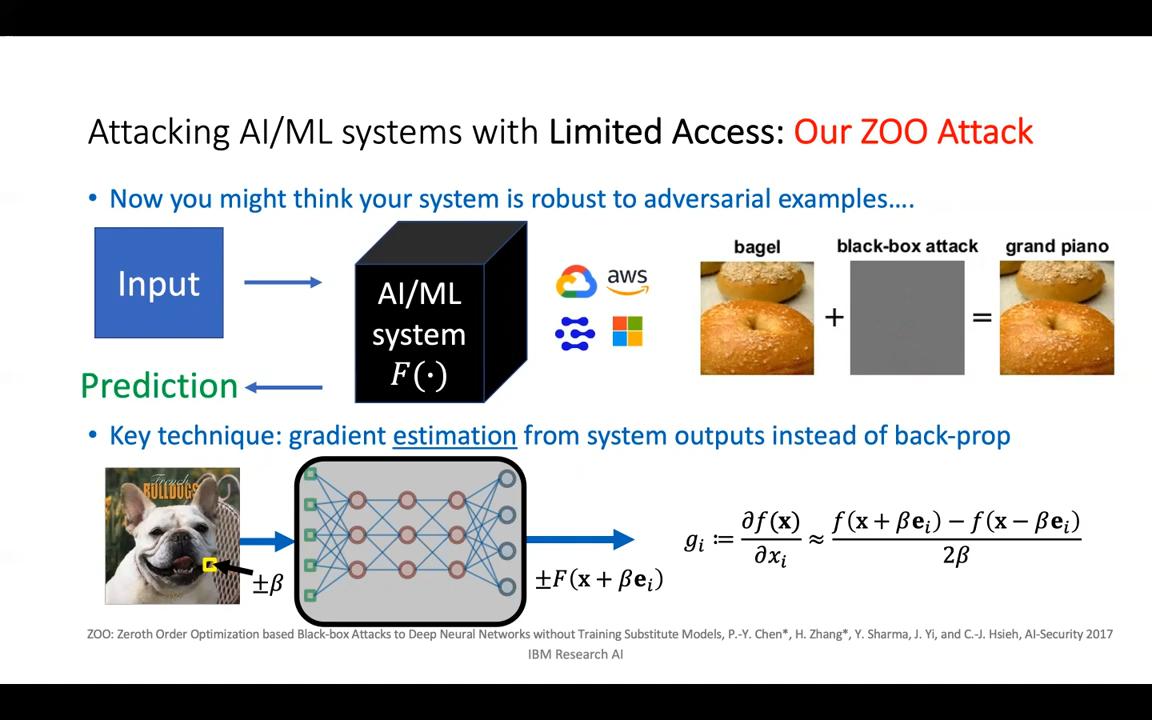 Attacking AI/ML systems with Limited Access: Our ZOO Attack
• Now you might think your system is robust to adversarial examples….
Input
AI/ML
system
F(·)
Prediction
aws
bagel
black-box attack
grand piano
+
=
• Key technique: gradient estimation from system outputs instead of back-prop
French
BULLDOGS
±β
±F(x + βeᵢ)
gᵢ ≔ ∂f(x)/∂xᵢ ≈ (f(x + βeᵢ) − f(x − βeᵢ))/2β
ZOO: Zeroth Order Optimization based Black-box Attacks to Deep Neural Networks without Training Substitute Models, P.-Y. Chen*, H. Zhang*, Y. Sharma, J. Yi, and C.-J. Hsieh, AI-Security 2017
IBM Research AI